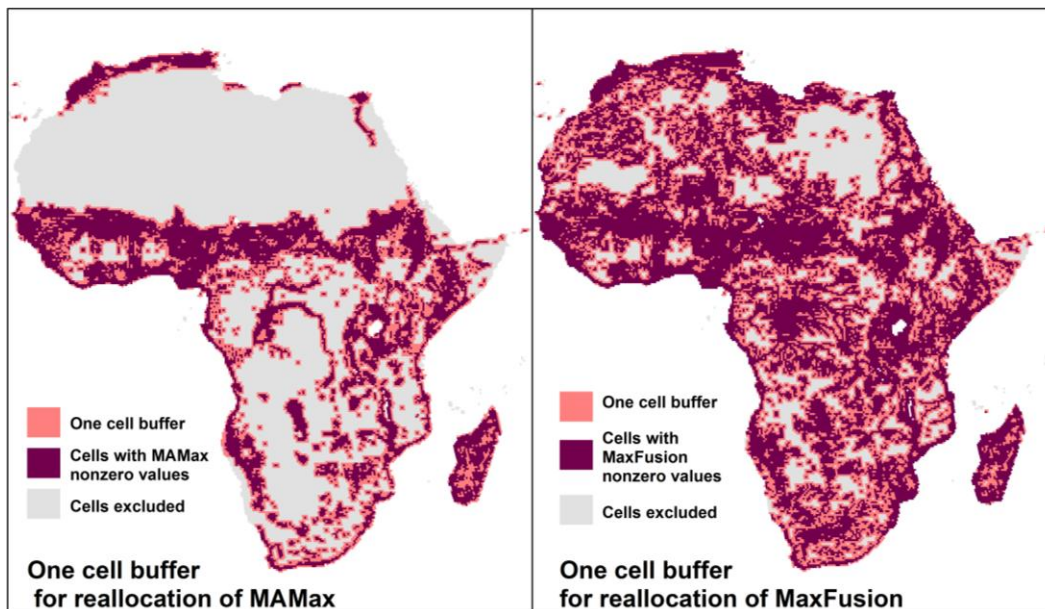 One cell buffer
Cells with MAMax
nonzero values
Cells excluded
One cell buffer
for reallocation of MAMax
One cell buffer
Cells with
MaxFusion
nonzero values
Cells excluded
One cell buffer
for reallocation of MaxFusion